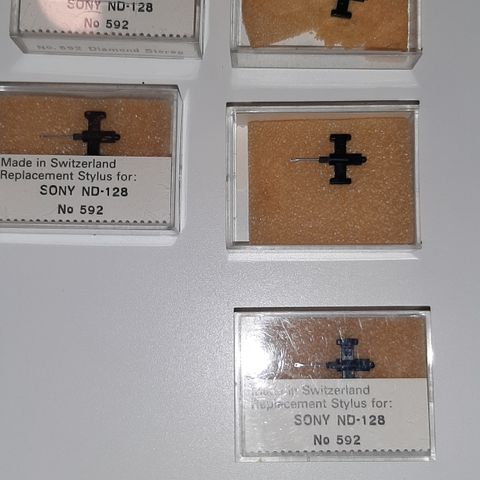 SONY ND-128
No 592
No. 592 Diamond Stereo
Made in Switzerland
Replacement Stylus for:
SONY ND-128
No 592
Made in Switzerland
Replacement Stylus for:
SONY ND-128
No 592